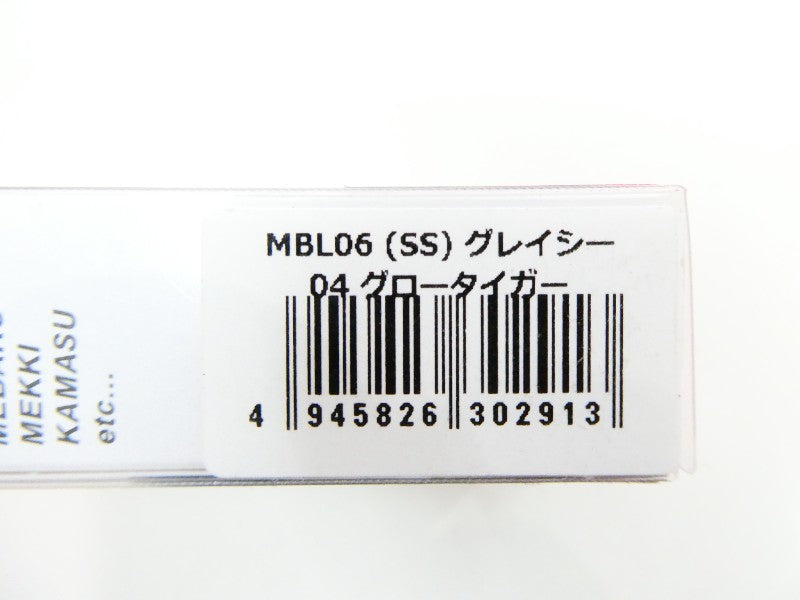 MBL06 (SS) グレイシー
04 グロータイガー
4 945826 302913
MEKKI
KAMASU
etc...